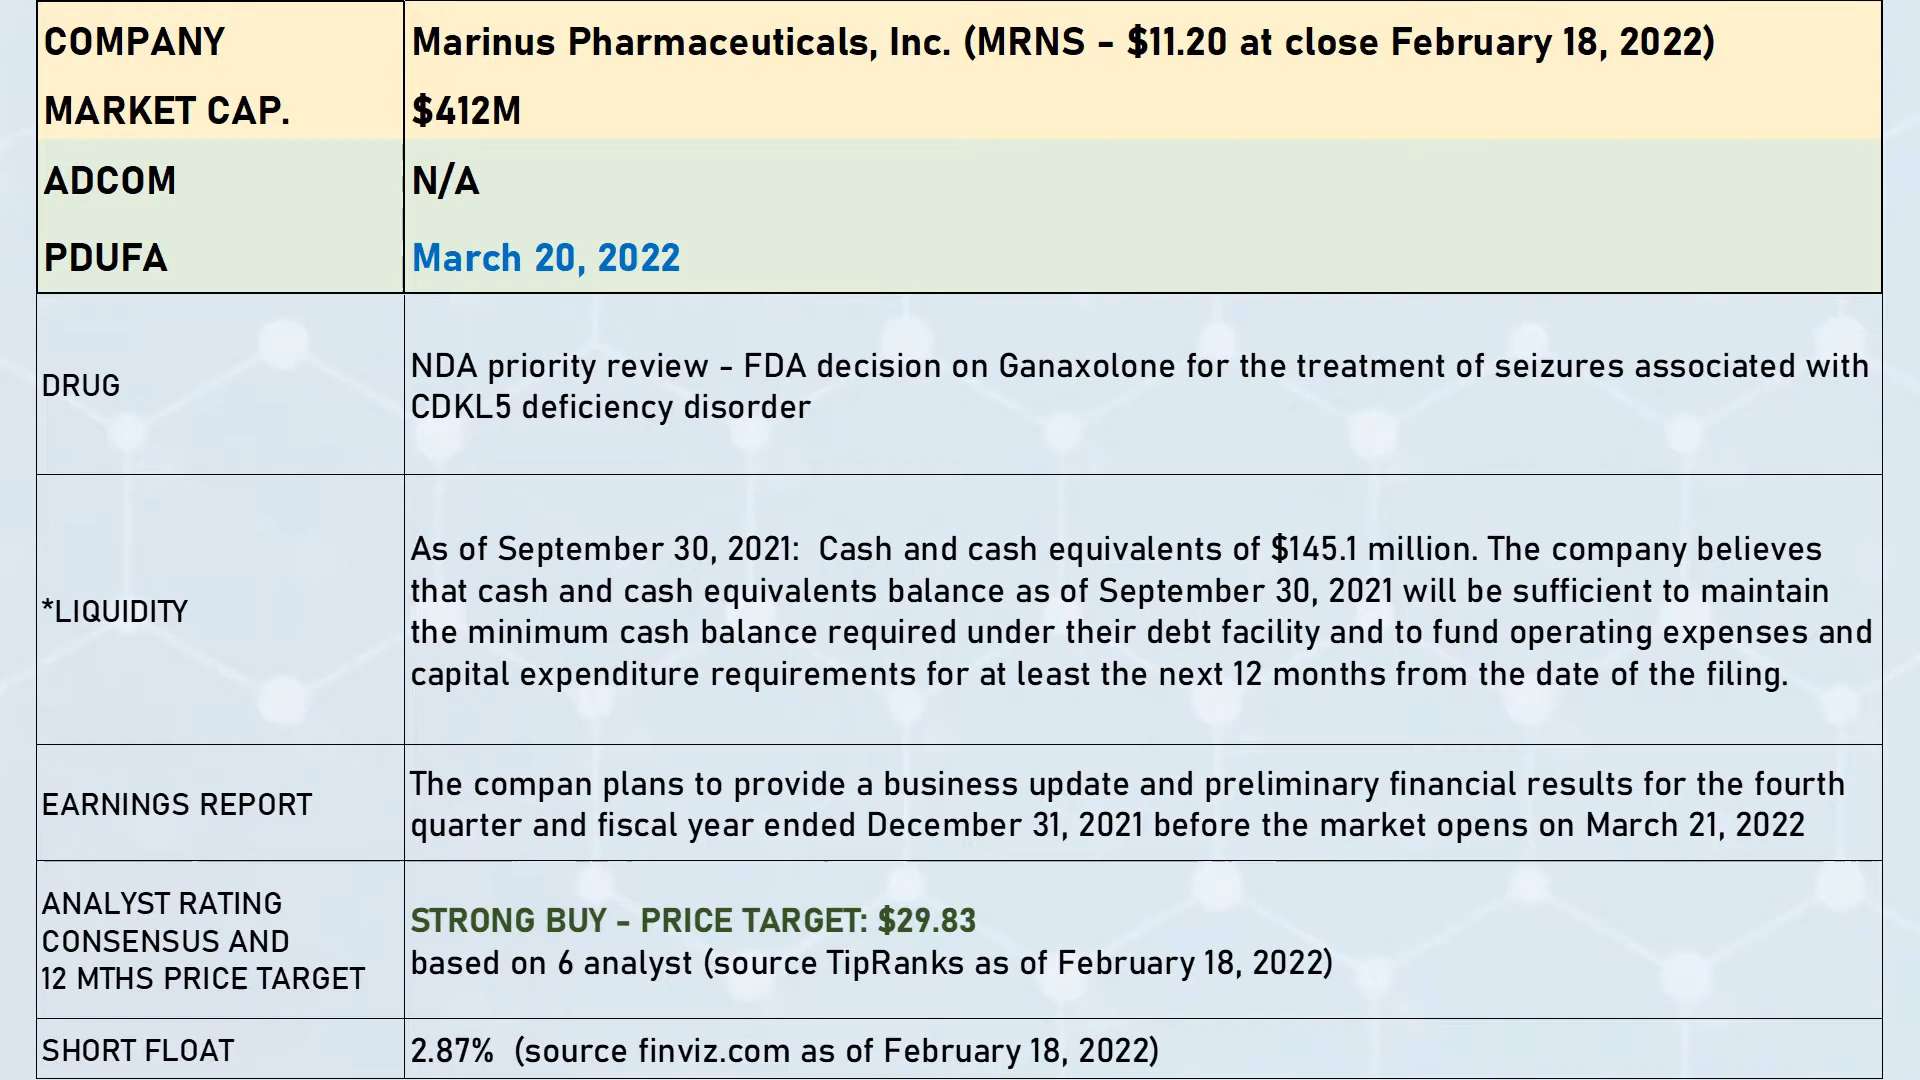 COMPANY
Marinus Pharmaceuticals, Inc. (MRNS - $11.20 at close February 18, 2022)
MARKET CAP.
$412M
ADCOM
N/A
PDUFA
March 20, 2022
DRUG
NDA priority review - FDA decision on Ganaxolone for the treatment of seizures associated with
CDKL5 deficiency disorder
*LIQUIDITY
As of September 30, 2021:  Cash and cash equivalents of $145.1 million. The company believes
that cash and cash equivalents balance as of September 30, 2021 will be sufficient to maintain
the minimum cash balance required under their debt facility and to fund operating expenses and
capital expenditure requirements for at least the next 12 months from the date of the filing.
EARNINGS REPORT
The compan plans to provide a business update and preliminary financial results for the fourth
quarter and fiscal year ended December 31, 2021 before the market opens on March 21, 2022
ANALYST RATING
CONSENSUS AND
12 MTHS PRICE TARGET
STRONG BUY - PRICE TARGET: $29.83
based on 6 analyst (source TipRanks as of February 18, 2022)
SHORT FLOAT
2.87%  (source finviz.com as of February 18, 2022)